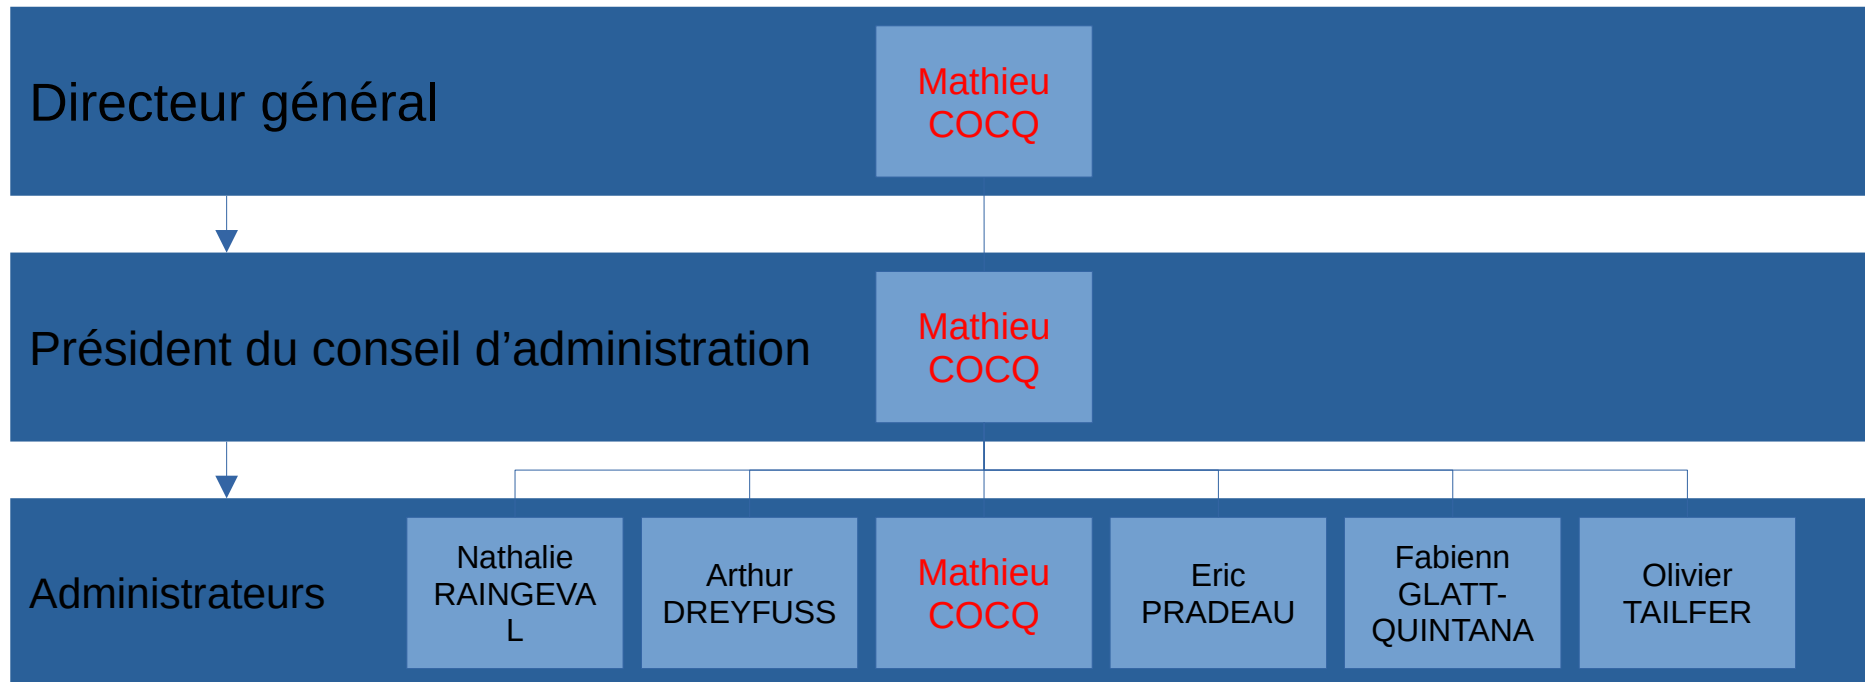 Directeur général
Mathieu
COCQ
Président du conseil d’administration
Mathieu
COCQ
Administrateurs
Nathalie
RAINGEVA
L
Arthur
DREYFUSS
Mathieu
COCQ
Eric
PRADEAU
Fabienn
GLATT-
QUINTANA
Olivier
TAILFER